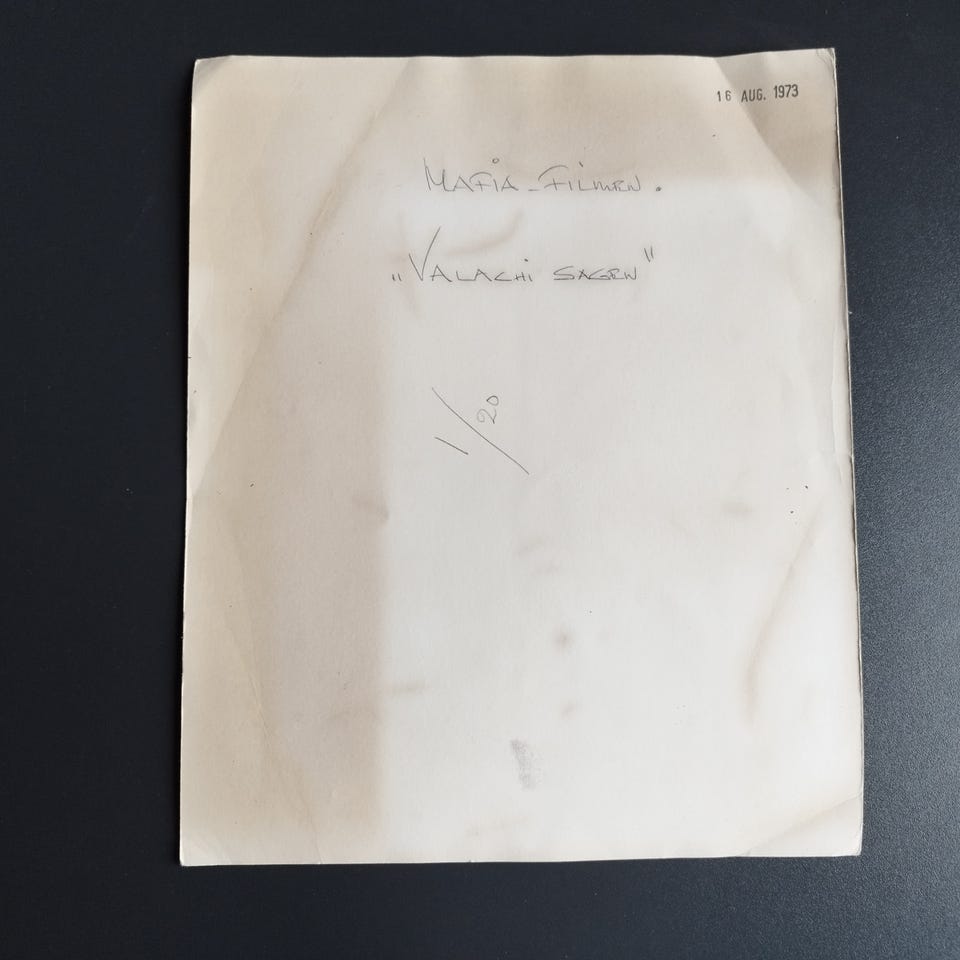 16 AUG. 1973
MAFIA-FILMEN.
„VALACHI SAGEN"
1/20